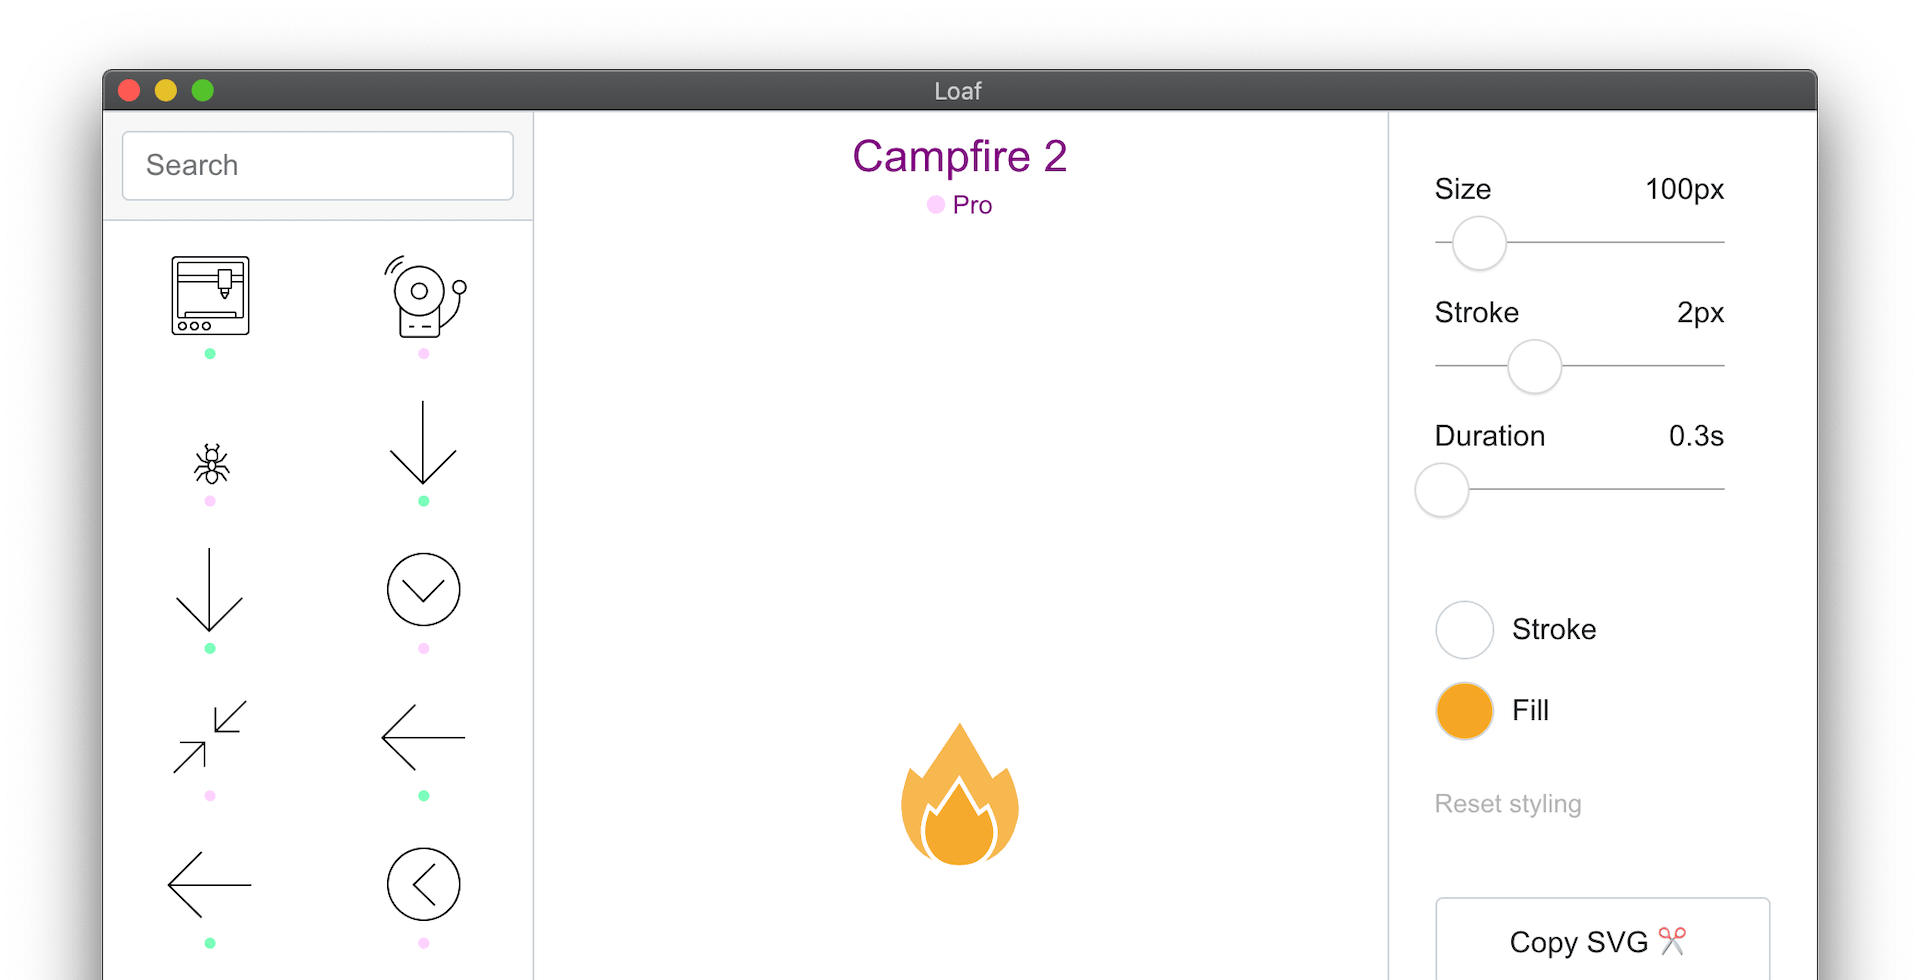 Loaf
Search
Campfire 2
Pro
Size 100px
Stroke 2px
Duration 0.3s
Stroke
Fill
Reset styling
Copy SVG